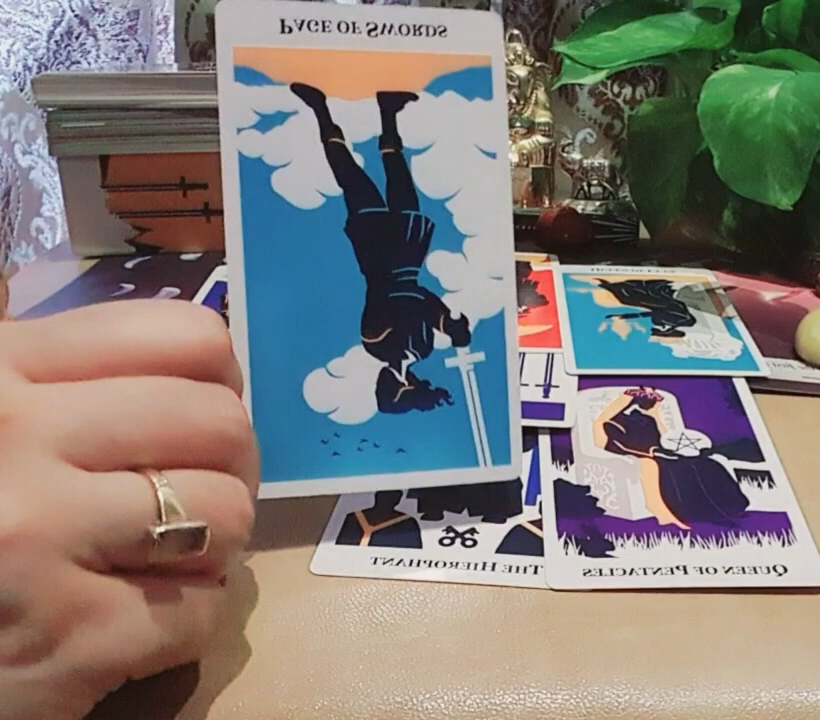 PAGE OF SWORDS
THE HIEROPHANT
QUEEN OF PENTACLES